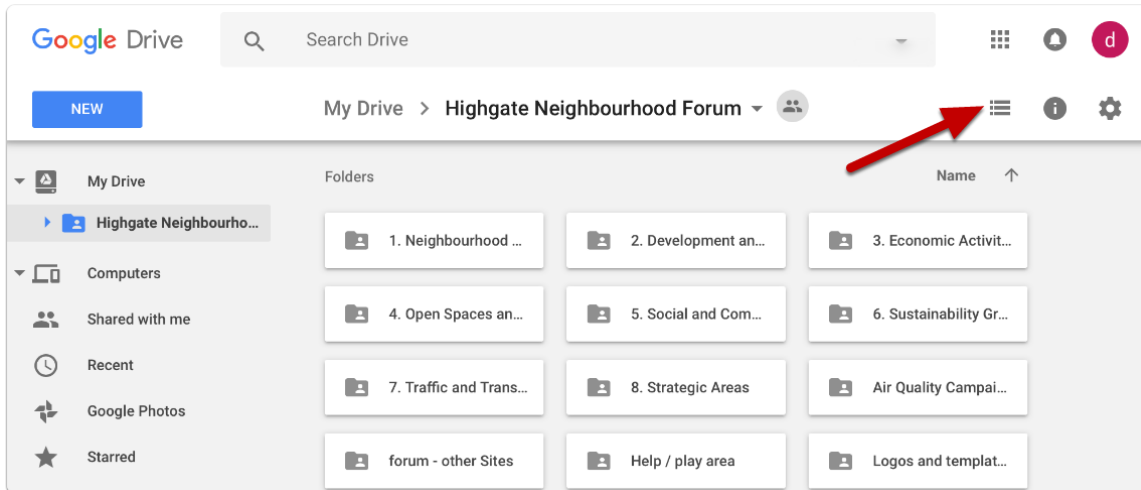 Google Drive
Search Drive
d
NEW
My Drive > Highgate Neighbourhood Forum
My Drive
Highgate Neighbourho...
Computers
Shared with me
Recent
Google Photos
Starred
Folders
Name
1. Neighbourhood ...
2. Development an...
3. Economic Activit...
4. Open Spaces an...
5. Social and Com...
6. Sustainability Gr...
7. Traffic and Trans...
8. Strategic Areas
Air Quality Campai...
forum - other Sites
Help / play area
Logos and templat...